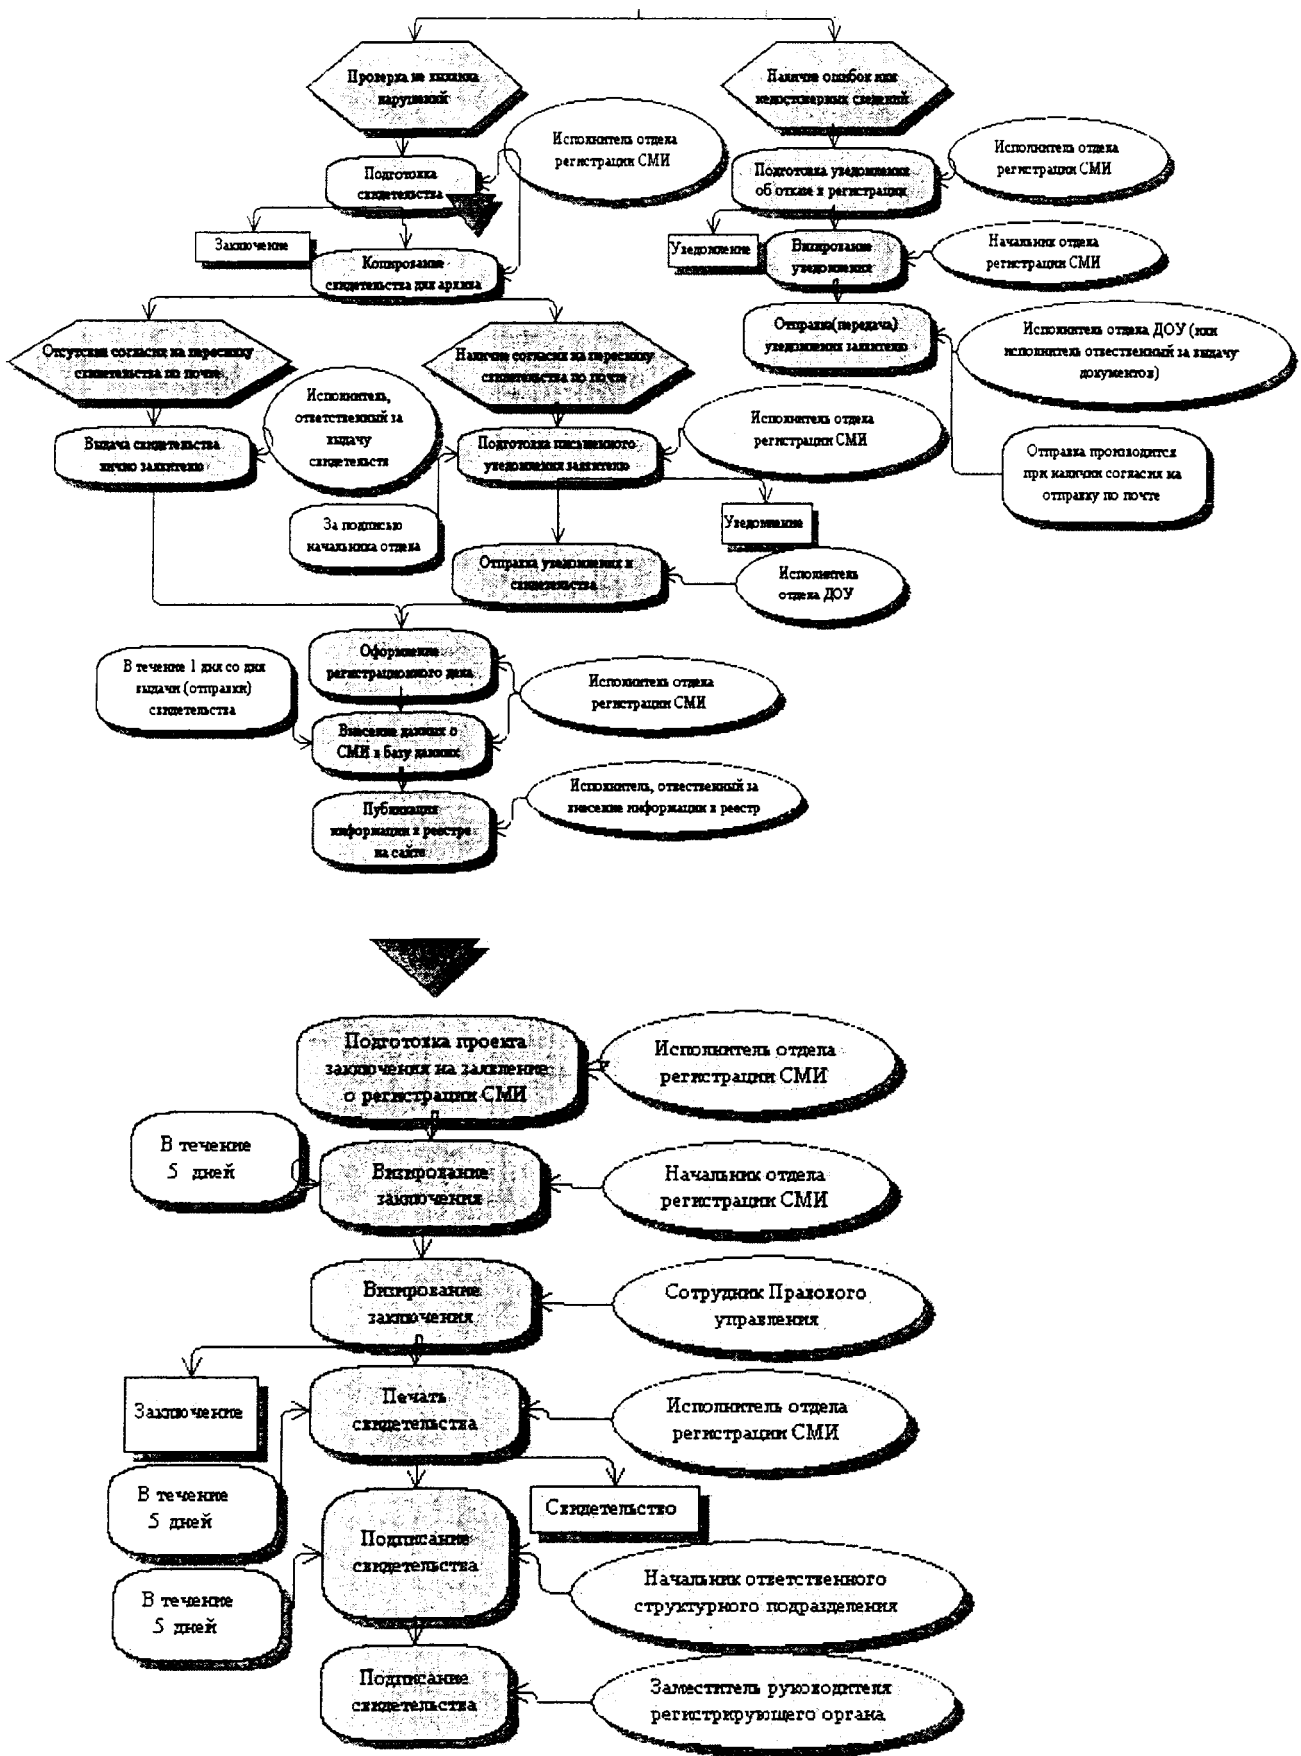 Проверка не выявила
нарушений
Наличие ошибок или
недостоверных сведений
Исполнитель отдела
регистрации СМИ
Исполнитель отдела
регистрации СМИ
Подготовка
свидетельства
Подготовка уведомления
об отказе в регистрации
Заключение
Уведомление
Визирование
уведомления
Начальник отдела
регистрации СМИ
Копирование
свидетельства для архива
Отправка(передача)
уведомления заявителю
Исполнитель отдела ДОУ (или
исполнитель отвественный за выдачу
документов)
Отсутствие согласия на пересылку
свидетельства по почте
Наличие согласия на пересылку
свидетельства по почте
Исполнитель,
ответственный за
выдачу
свидетельств
Исполнитель отдела
регистрации СМИ
Выдача свидетельства
лично заявителю
Подготовка письменного
уведомления заявителю
Отправка производится
при наличии согласия на
отправку по почте
За подписью
начальника отдела
Уведомление
Отправка уведомления и
свидетельства
Исполнитель
отдела ДОУ
Оформление
регистрационного дела
В течение 1 дня со дня
выдачи (отправки)
свидетельства
Исполнитель отдела
регистрации СМИ
Внесение данных о
СМИ в базу данных
Исполнитель, отвественный за
внесение информации в реестр
Публикация
информации в реестре
на сайте
Подготовка проекта
заключения на заявление
о регистрации СМИ
Исполнитель отдела
регистрации СМИ
В течение
5 дней
Визирование
заключения
Начальник отдела
регистрации СМИ
Визирование
заключения
Сотрудник Правового
управления
Заключение
Печать
свидетельства
Исполнитель отдела
регистрации СМИ
В течение
5 дней
Свидетельство
Подписание
свидетельства
Начальник ответственного
структурного подразделения
В течение
5 дней
Подписание
свидетельства
Заместитель руководителя
регистрирующего органа